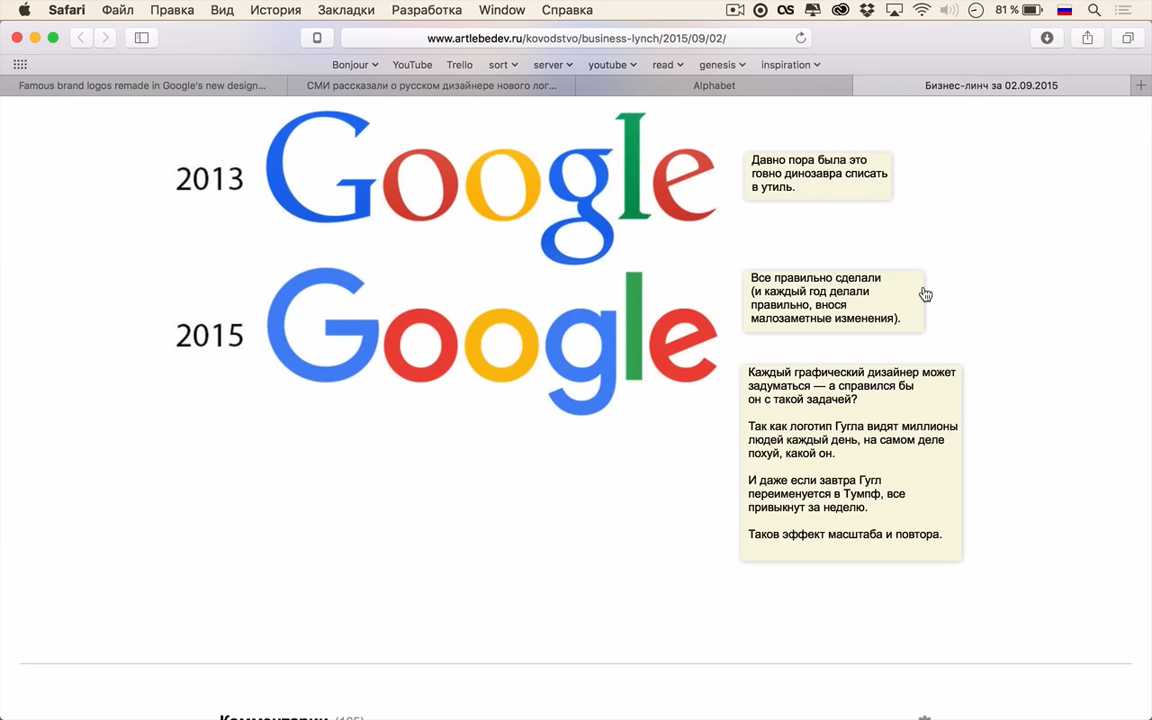 Safari Файл Правка Вид История Закладки Разработка Window Справка 81 %
www.artlebedev.ru/kovodstvo/business-lynch/2015/09/02/
Bonjour YouTube Trello sort server youtube read genesis inspiration
Famous brand logos remade in Google's new design...
СМИ рассказали о русском дизайнере нового лог...
Alphabet
Бизнес-линч за 02.09.2015
2013
Google
Давно пора была это
говно динозавра списать
в утиль.
2015
Google
Все правильно сделали
(и каждый год делали
правильно, внося
малозаметные изменения).
Каждый графический дизайнер может
задуматься — а справился бы
он с такой задачей?
Так как логотип Гугла видят миллионы
людей каждый день, на самом деле
похуй, какой он.
И даже если завтра Гугл
переименуется в Тумпф, все
привыкнут за неделю.
Таков эффект масштаба и повтора.